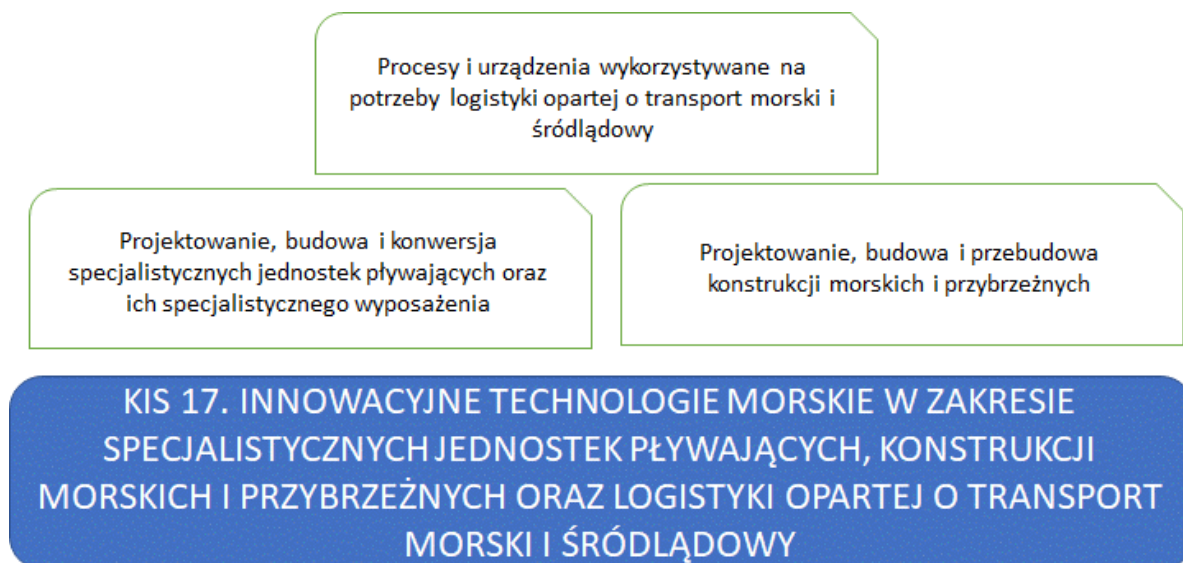 Procesy i urządzenia wykorzystywane na
potrzeby logistyki opartej o transport morski i
śródlądowy
Projektowanie, budowa i konwersja
specjalistycznych jednostek pływających oraz
ich specjalistycznego wyposażenia
Projektowanie, budowa i przebudowa
konstrukcji morskich i przybrzeżnych
KIS 17. INNOWACYJNE TECHNOLOGIE MORSKIE W ZAKRESIE
SPECJALISTYCZNYCH JEDNOSTEK PŁYWAJĄCYCH, KONSTRUKCJI
MORSKICH I PRZYBRZEŻNYCH ORAZ LOGISTYKI OPARTEJ O TRANSPORT
MORSKI I ŚRÓDLĄDOWY